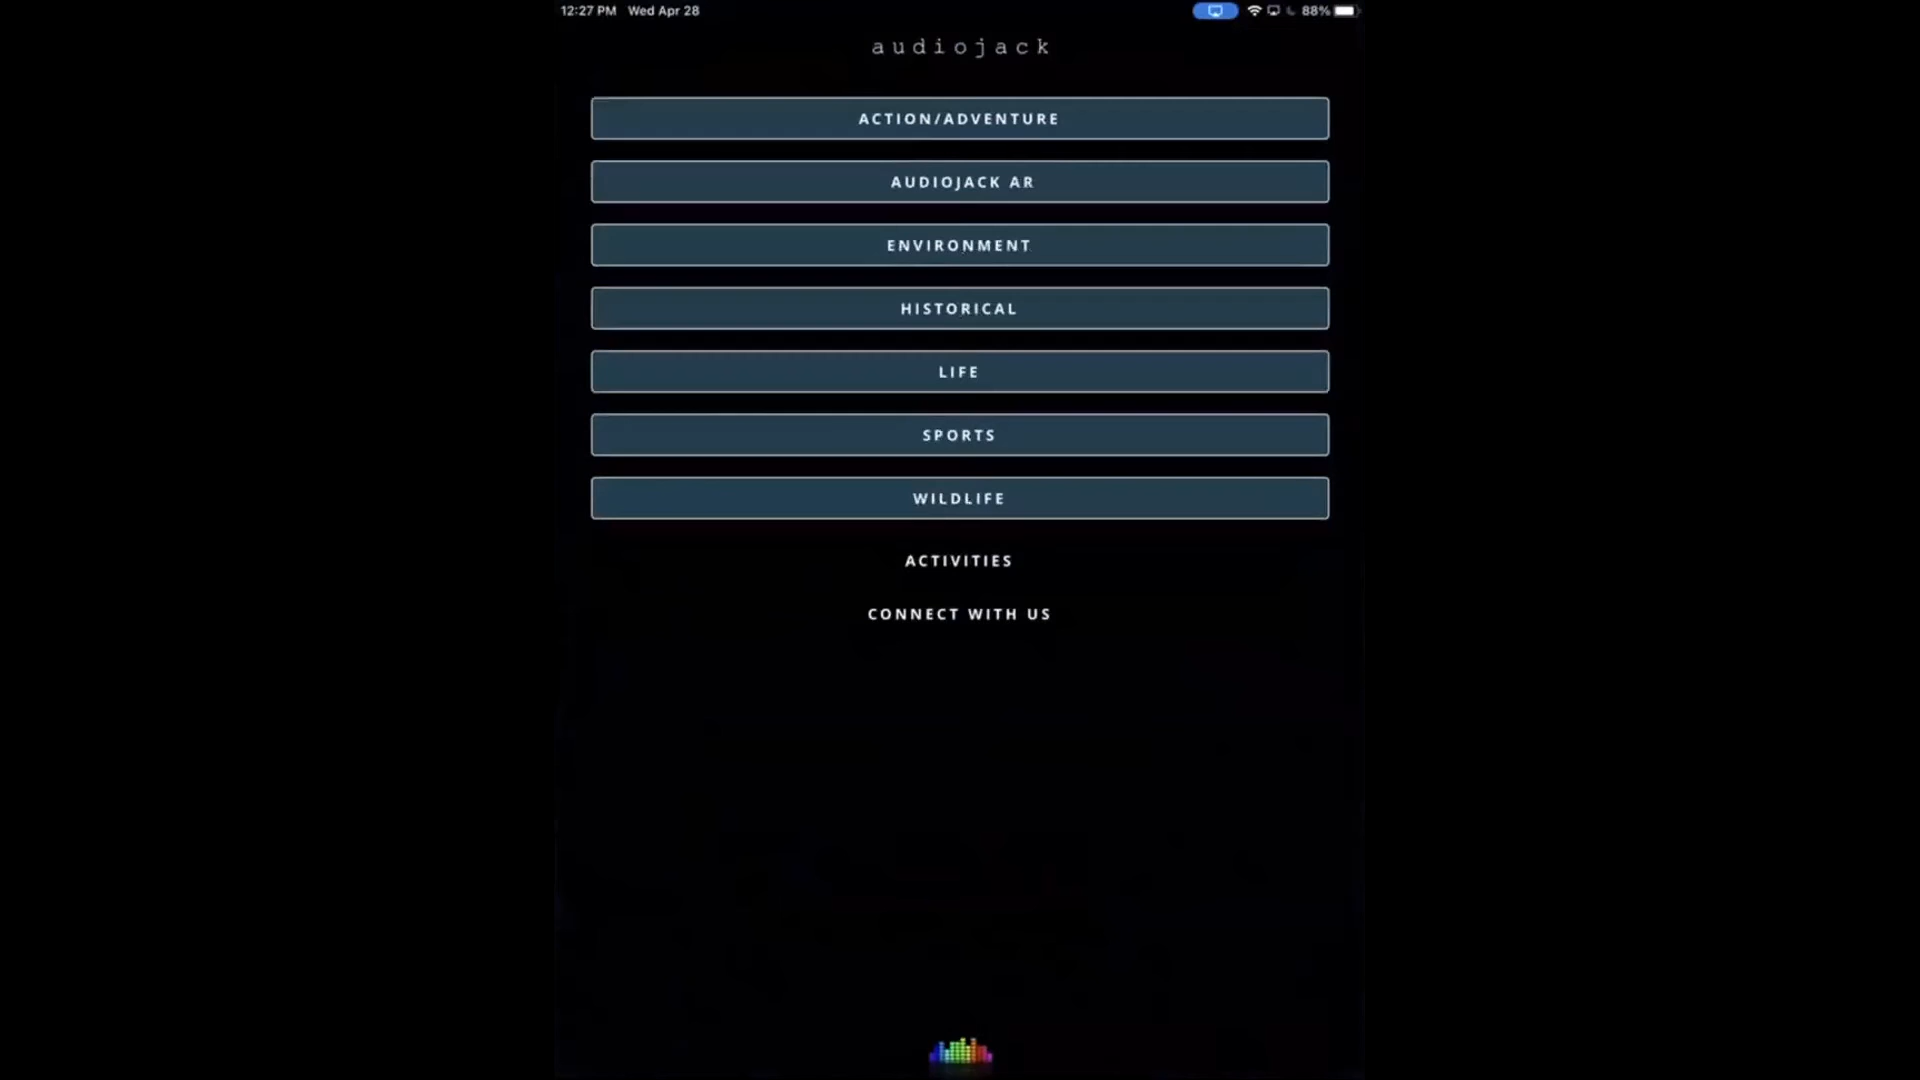 12:27 PM Wed Apr 28 88%
audiojack
ACTION/ADVENTURE
AUDIOJACK AR
ENVIRONMENT
HISTORICAL
LIFE
SPORTS
WILDLIFE
ACTIVITIES
CONNECT WITH US